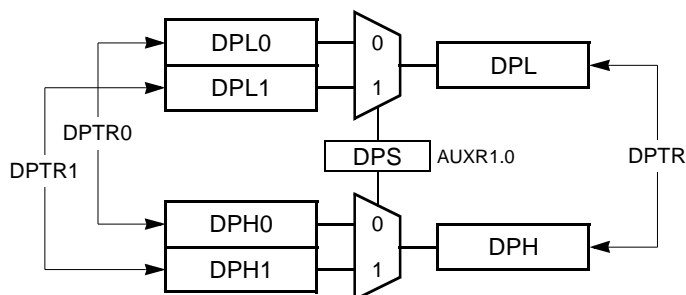 DPL0
0
DPL
DPL1
1
DPTR0
DPS
AUXR1.0
DPTR
DPTR1
DPH0
0
DPH
DPH1
1